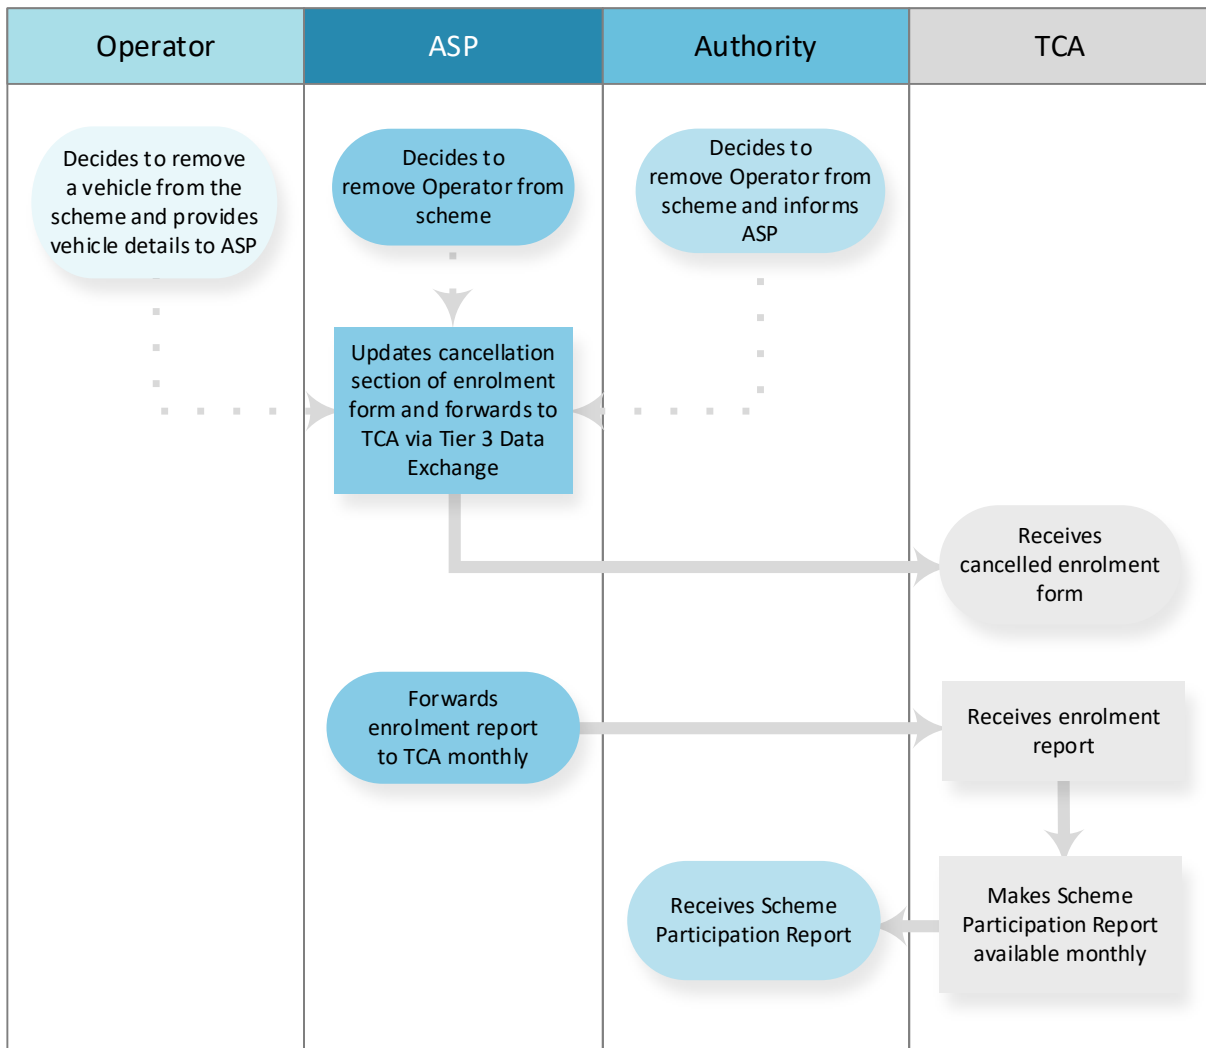 Operator
ASP
Authority
TCA
Decides to remove
a vehicle from the
scheme and provides
vehicle details to ASP
Decides to
remove Operator from
scheme
Decides to
remove Operator from
scheme and informs
ASP
Updates cancellation
section of enrolment
form and forwards to
TCA via Tier 3 Data
Exchange
Receives
cancelled enrolment
form
Forwards
enrolment report
to TCA monthly
Receives enrolment
report
Receives Scheme
Participation Report
Makes Scheme
Participation Report
available monthly